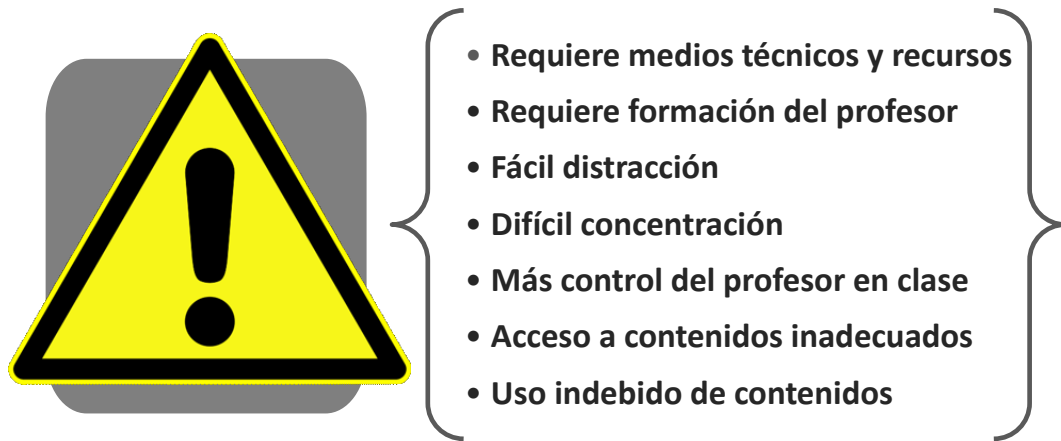 • Requiere medios técnicos y recursos
• Requiere formación del profesor
• Fácil distracción
• Difícil concentración
• Más control del profesor en clase
• Acceso a contenidos inadecuados
• Uso indebido de contenidos